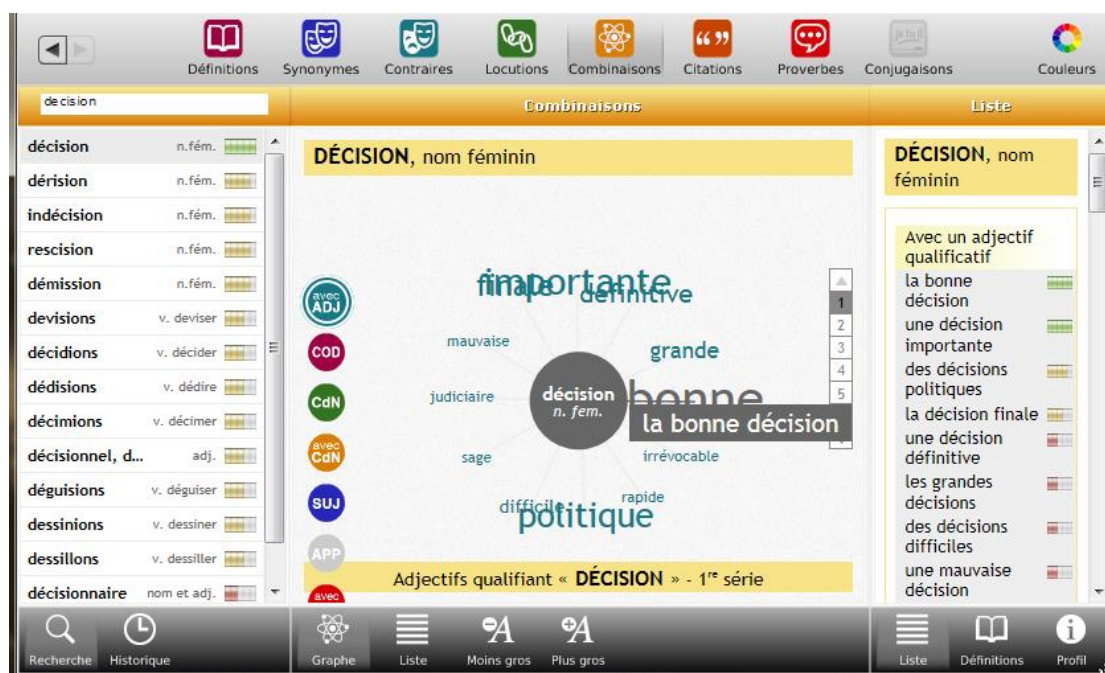 Définitions Synonymes Contraires Locutions Combinaisons Citations Proverbes Conjugaisons Couleurs
decision
Combinaisons
Liste
décision n.fém.
dérision n.fém.
indécision n.fém.
rescision n.fém.
démission n.fém.
devisions v. deviser
décidions v. décider
dédisions v. dédire
décimions v. décimer
décisionnel, d... adj.
déguisions v. déguiser
dessinions v. dessiner
dessillons v. dessiller
décisionnaire nom et adj.
DÉCISION, nom féminin
avec
ADJ
COD
CdN
avec
CdN
SUJ
APP
avec
importante
finale
définitive
mauvaise
grande
judiciaire
décision
n. fem.
bonne
la bonne décision
sage
irrévocable
difficile
rapide
politique
1
2
3
4
5
Adjectifs qualifiant « DÉCISION » - 1re série
DÉCISION, nom
féminin
Avec un adjectif
qualificatif
la bonne
décision
une décision
importante
des décisions
politiques
la décision finale
une décision
définitive
les grandes
décisions
des décisions
difficiles
une mauvaise
décision
Recherche Historique
Graphe Liste Moins gros Plus gros
Liste Définitions Profil